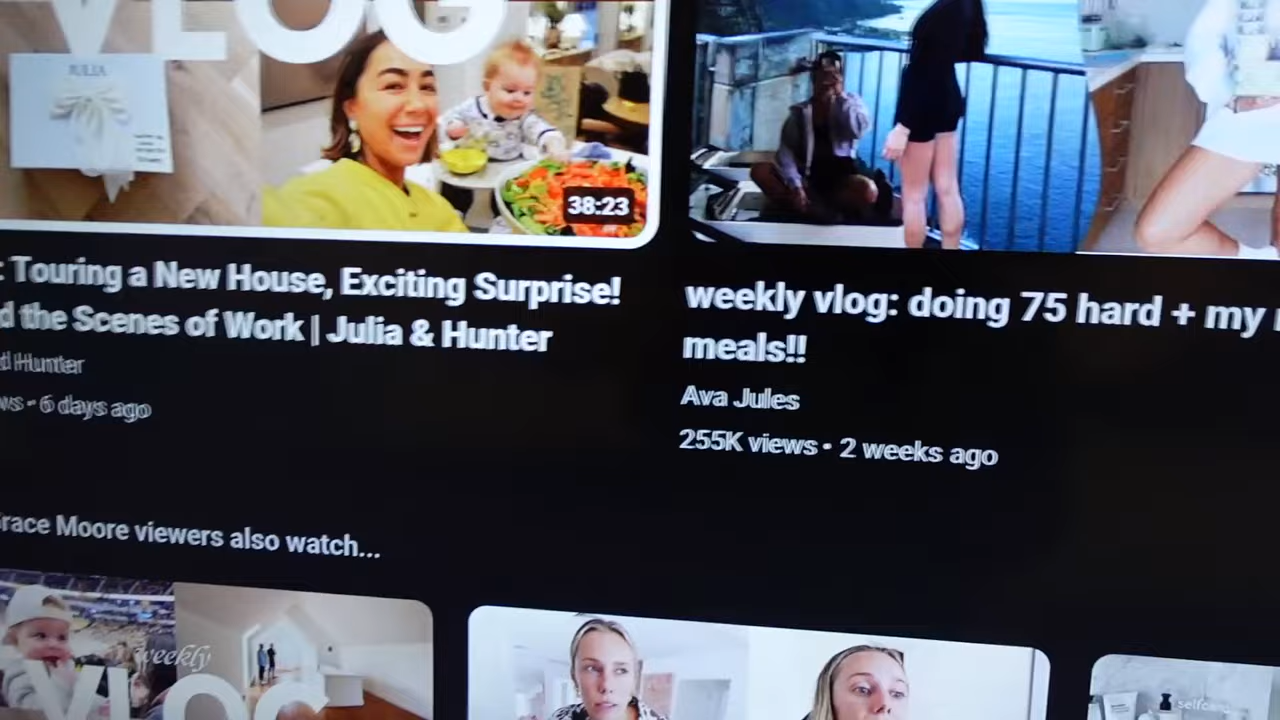 VLOG
JULIA
38:23
: Touring a New House, Exciting Surprise!
d the Scenes of Work | Julia & Hunter
d Hunter
ws • 6 days ago
weekly vlog: doing 75 hard + my
meals!!
Ava Jules
255K views • 2 weeks ago
race Moore viewers also watch...
weekly
VLOG
selfcare